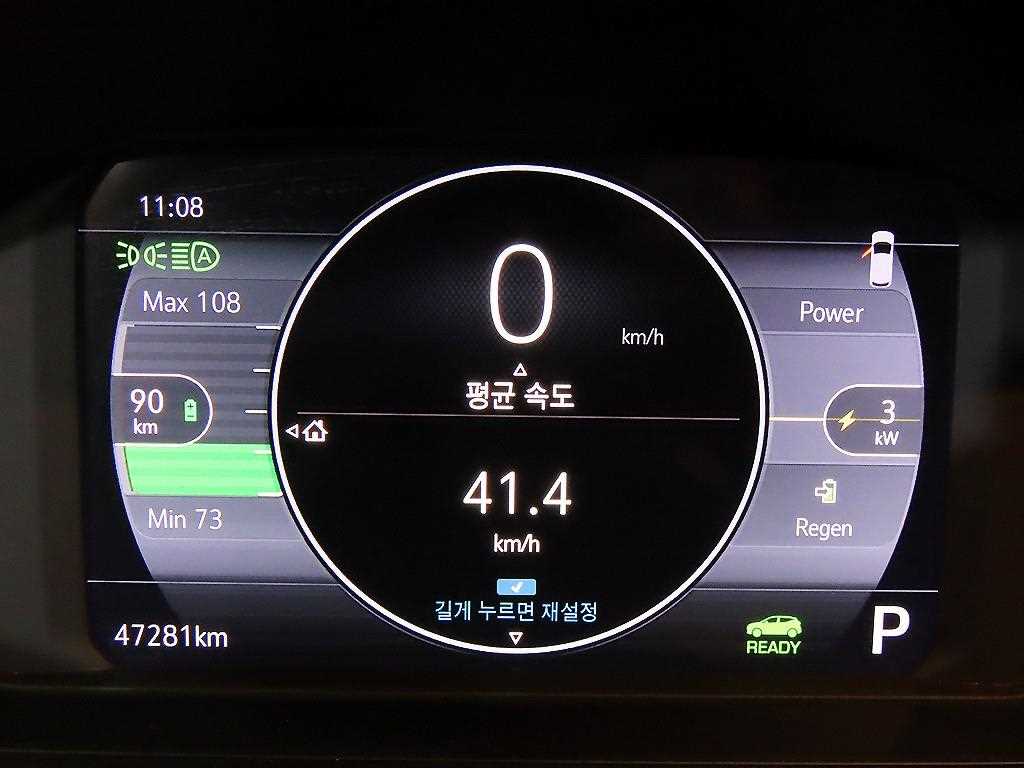 11:08
A
Max 108
90
km
Min 73
47281km
0
km/h
평균 속도
41.4
km/h
길게 누르면 재설정
Power
3
kW
Regen
READY
P